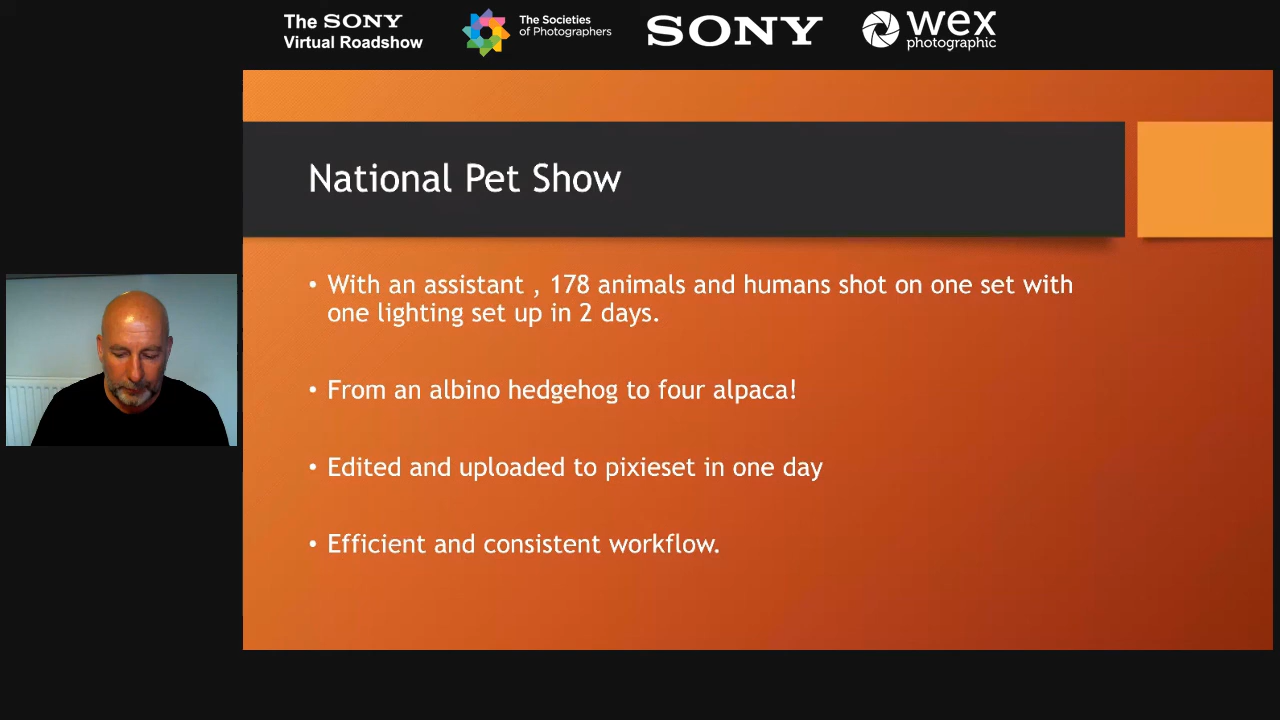 The SONY
Virtual Roadshow
The Societies
of Photographers
SONY
wex
photographic
National Pet Show
• With an assistant , 178 animals and humans shot on one set with
one lighting set up in 2 days.
• From an albino hedgehog to four alpaca!
• Edited and uploaded to pixieset in one day
• Efficient and consistent workflow.